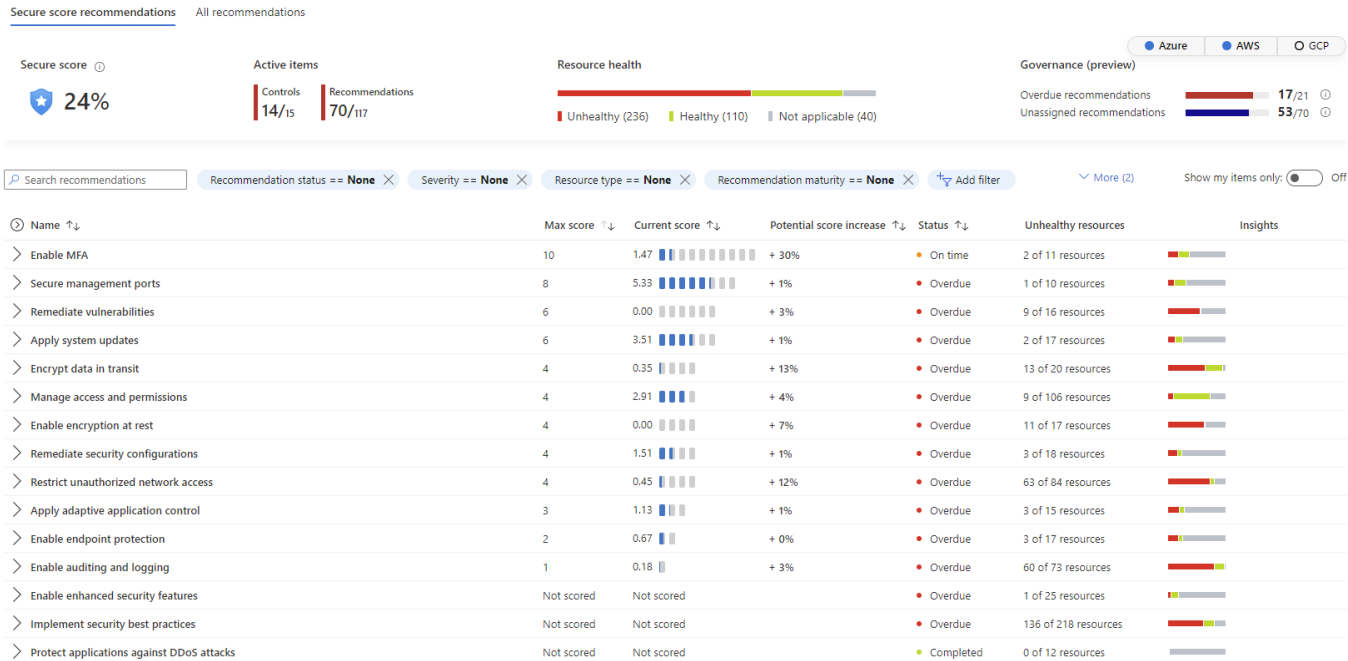 Secure score recommendations All recommendations
Azure AWS GCP
Secure score Active items Resource health Governance (preview)
24% Controls 14/15 Recommendations 70/117
Unhealthy (236) Healthy (110) Not applicable (40)
Overdue recommendations 17/21
Unassigned recommendations 53/70
Search recommendations Recommendation status == None Severity == None Resource type == None Recommendation maturity == None Add filter More (2) Show my items only: Off
Name Max score Current score Potential score increase Status Unhealthy resources Insights
Enable MFA 10 1.47 + 30% On time 2 of 11 resources
Secure management ports 8 5.33 + 1% Overdue 1 of 10 resources
Remediate vulnerabilities 6 0.00 + 3% Overdue 9 of 16 resources
Apply system updates 6 3.51 + 1% Overdue 2 of 17 resources
Encrypt data in transit 4 0.35 + 13% Overdue 13 of 20 resources
Manage access and permissions 4 2.91 + 4% Overdue 9 of 106 resources
Enable encryption at rest 4 0.00 + 7% Overdue 11 of 17 resources
Remediate security configurations 4 1.51 + 1% Overdue 3 of 18 resources
Restrict unauthorized network access 4 0.45 + 12% Overdue 63 of 84 resources
Apply adaptive application control 3 1.13 + 1% Overdue 3 of 15 resources
Enable endpoint protection 2 0.67 + 0% Overdue 3 of 17 resources
Enable auditing and logging 1 0.18 + 3% Overdue 60 of 73 resources
Enable enhanced security features Not scored Not scored Overdue 1 of 25 resources
Implement security best practices Not scored Not scored Overdue 136 of 218 resources
Protect applications against DDoS attacks Not scored Not scored Completed 0 of 12 resources